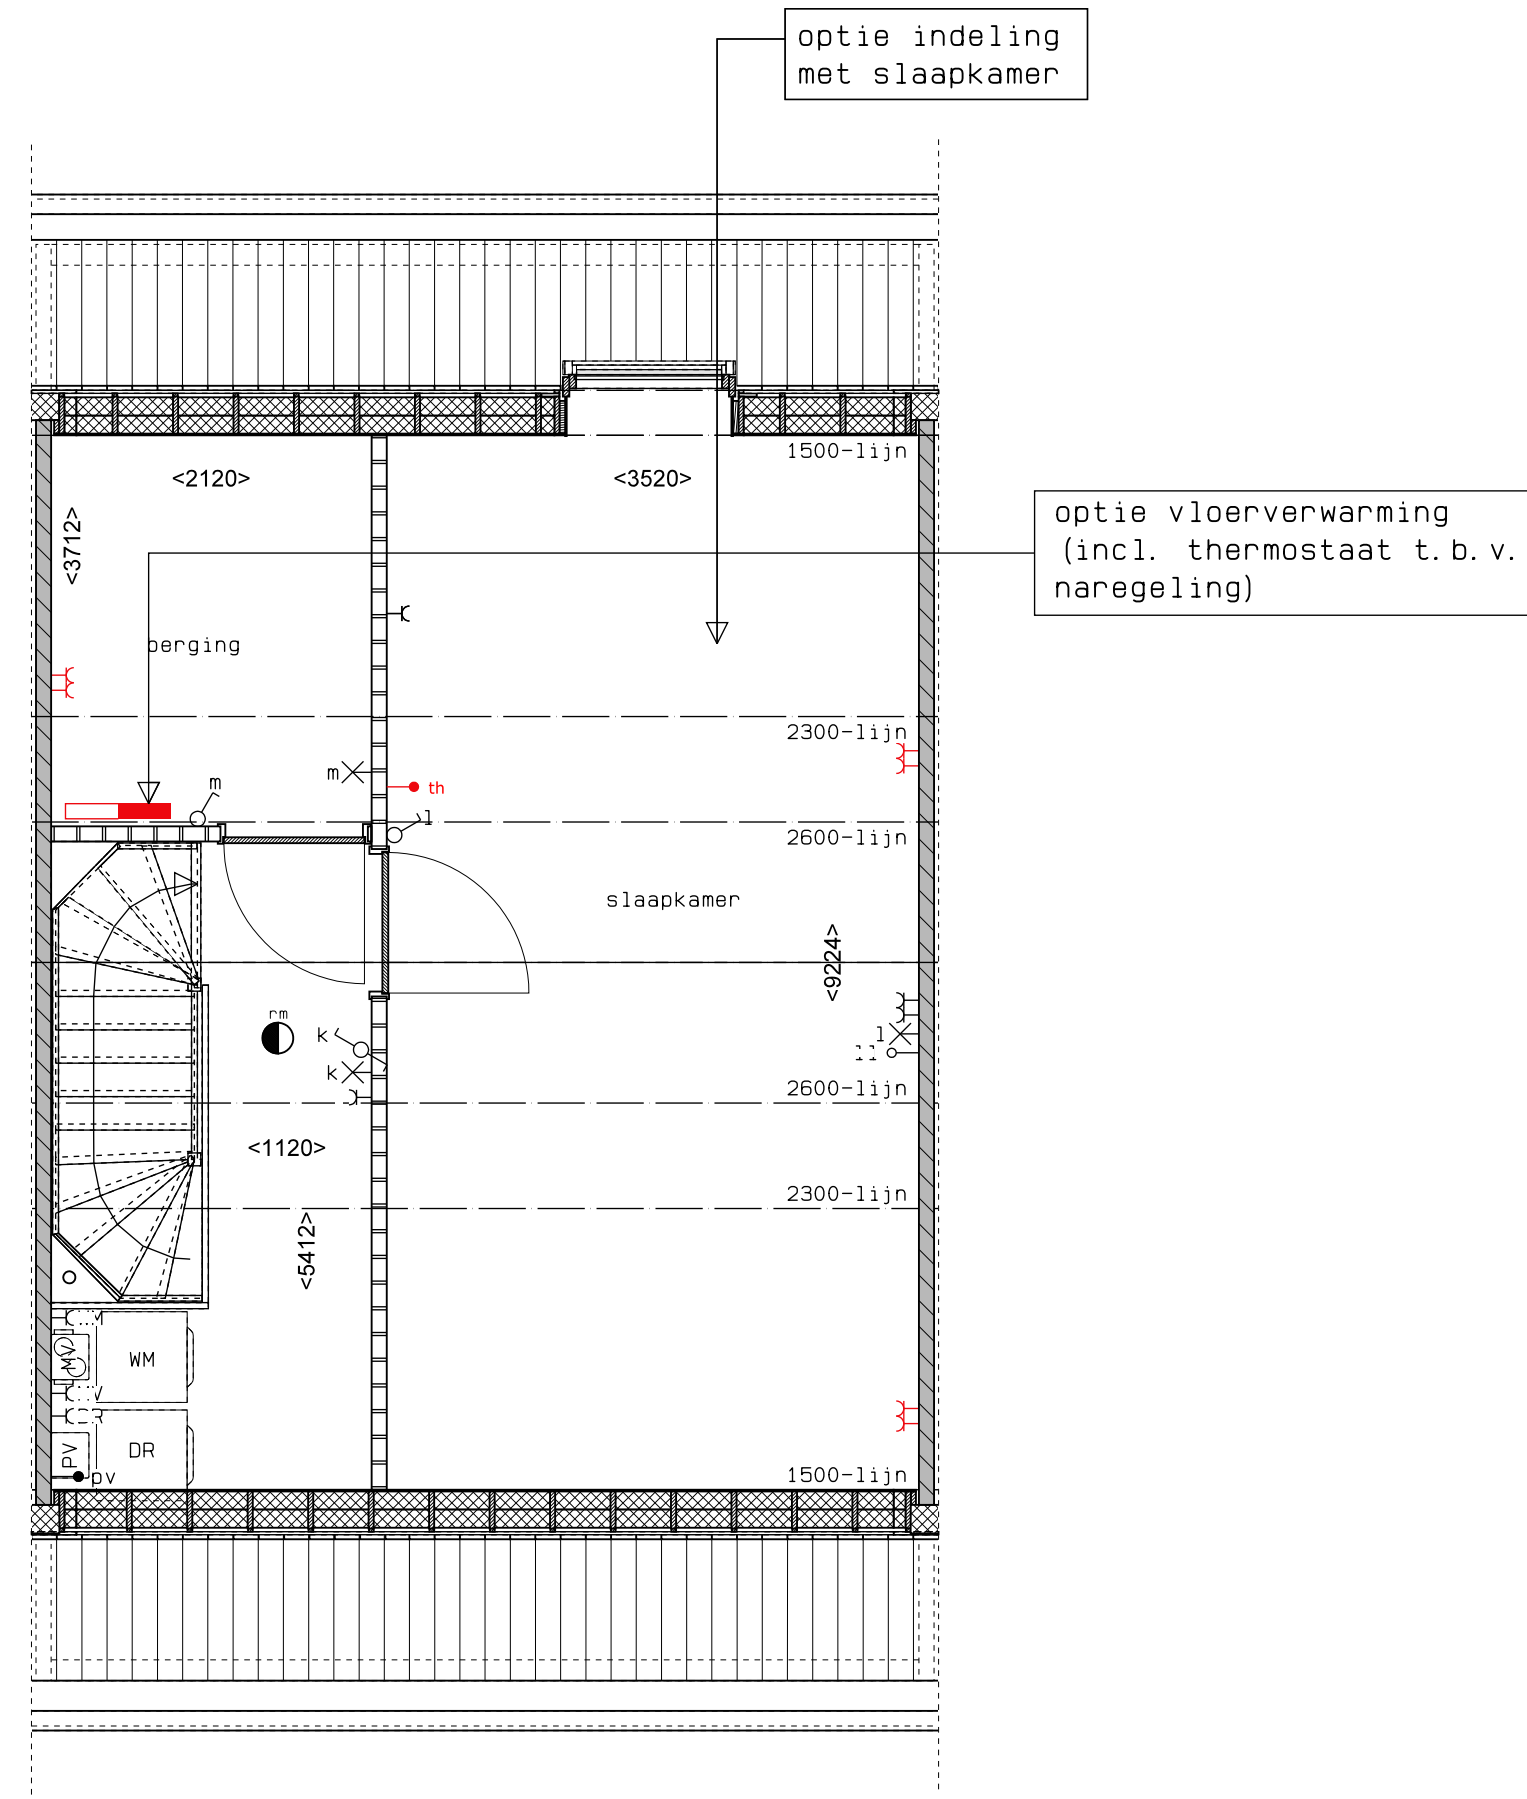 optie indeling
met slaapkamer
1500-lijn
<2120>
<3520>
<3712>
optie vloerverwarming
(incl. thermostaat t.b.v.
naregeling)
berging
2300-lijn
m
th
m
l
2600-lijn
slaapkamer
<9224>
rm
k
l
ll
k
2600-lijn
<1120>
2300-lijn
<5412>
WM
MV
DR
PV
pv
1500-lijn